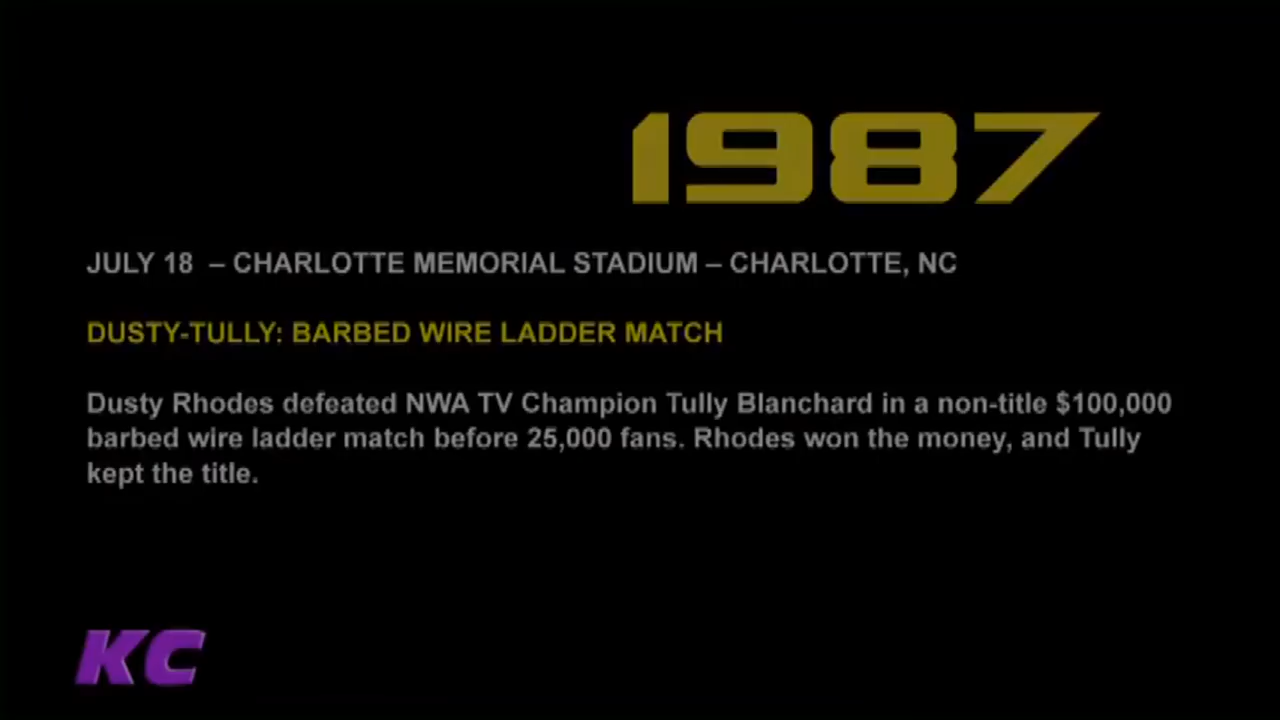 1987
JULY 18 – CHARLOTTE MEMORIAL STADIUM – CHARLOTTE, NC
DUSTY-TULLY: BARBED WIRE LADDER MATCH
Dusty Rhodes defeated NWA TV Champion Tully Blanchard in a non-title $100,000
barbed wire ladder match before 25,000 fans. Rhodes won the money, and Tully
kept the title.
KC